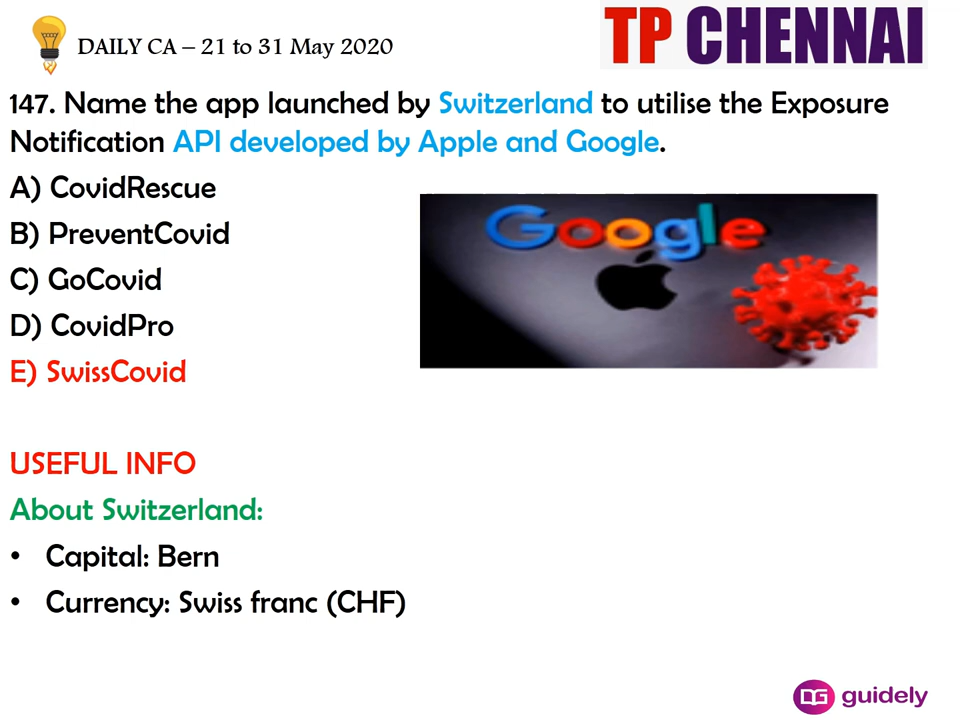 DAILY CA – 21 to 31 May 2020
TP CHENNAI
147. Name the app launched by Switzerland to utilise the Exposure
Notification API developed by Apple and Google.
A) CovidRescue
B) PreventCovid
C) GoCovid
D) CovidPro
E) SwissCovid
Google
USEFUL INFO
About Switzerland:
• Capital: Bern
• Currency: Swiss franc (CHF)
guidely